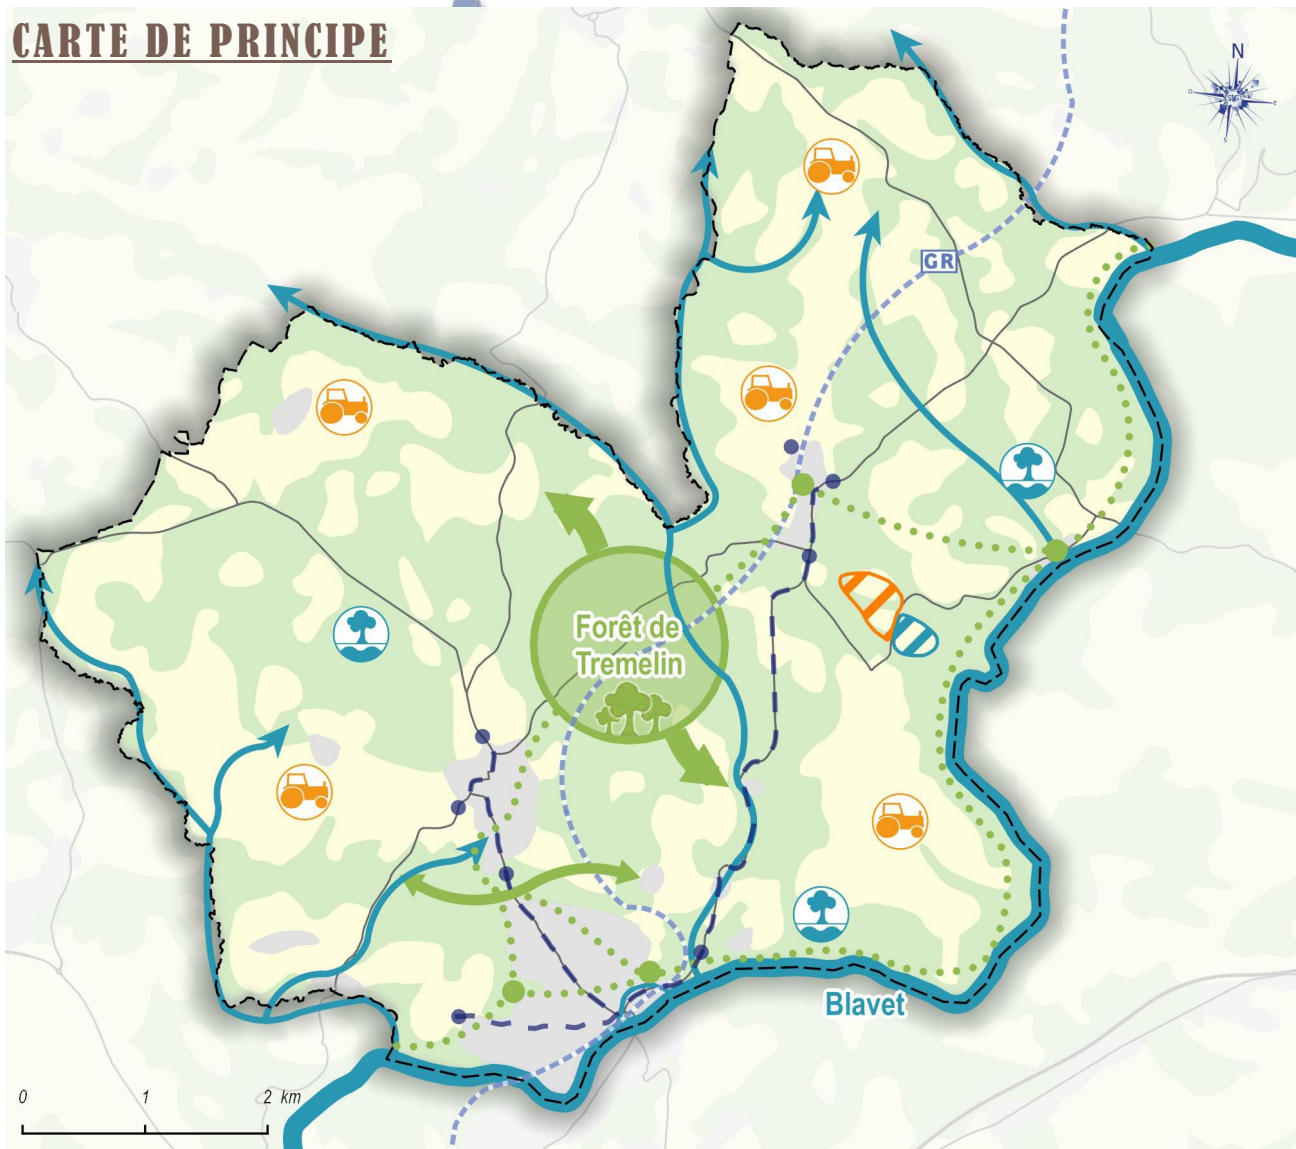 CARTE DE PRINCIPE
N
O
E
S
GR
Forêt de
Tremelin
Blavet
0 1 2 km